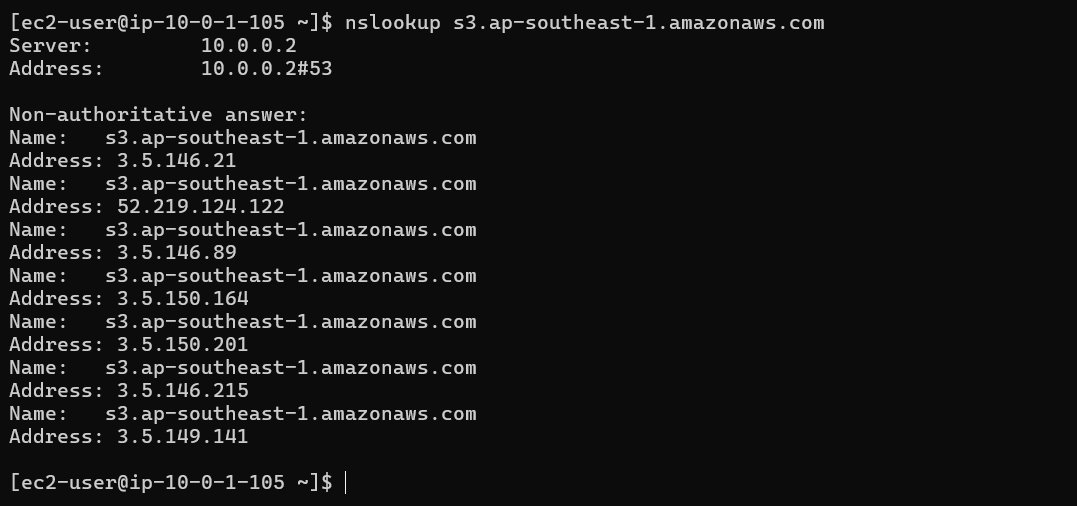 [ec2-user@ip-10-0-1-105 ~]$ nslookup s3.ap-southeast-1.amazonaws.com
Server:         10.0.0.2
Address:        10.0.0.2#53

Non-authoritative answer:
Name:   s3.ap-southeast-1.amazonaws.com
Address: 3.5.146.21
Name:   s3.ap-southeast-1.amazonaws.com
Address: 52.219.124.122
Name:   s3.ap-southeast-1.amazonaws.com
Address: 3.5.146.89
Name:   s3.ap-southeast-1.amazonaws.com
Address: 3.5.150.164
Name:   s3.ap-southeast-1.amazonaws.com
Address: 3.5.150.201
Name:   s3.ap-southeast-1.amazonaws.com
Address: 3.5.146.215
Name:   s3.ap-southeast-1.amazonaws.com
Address: 3.5.149.141

[ec2-user@ip-10-0-1-105 ~]$